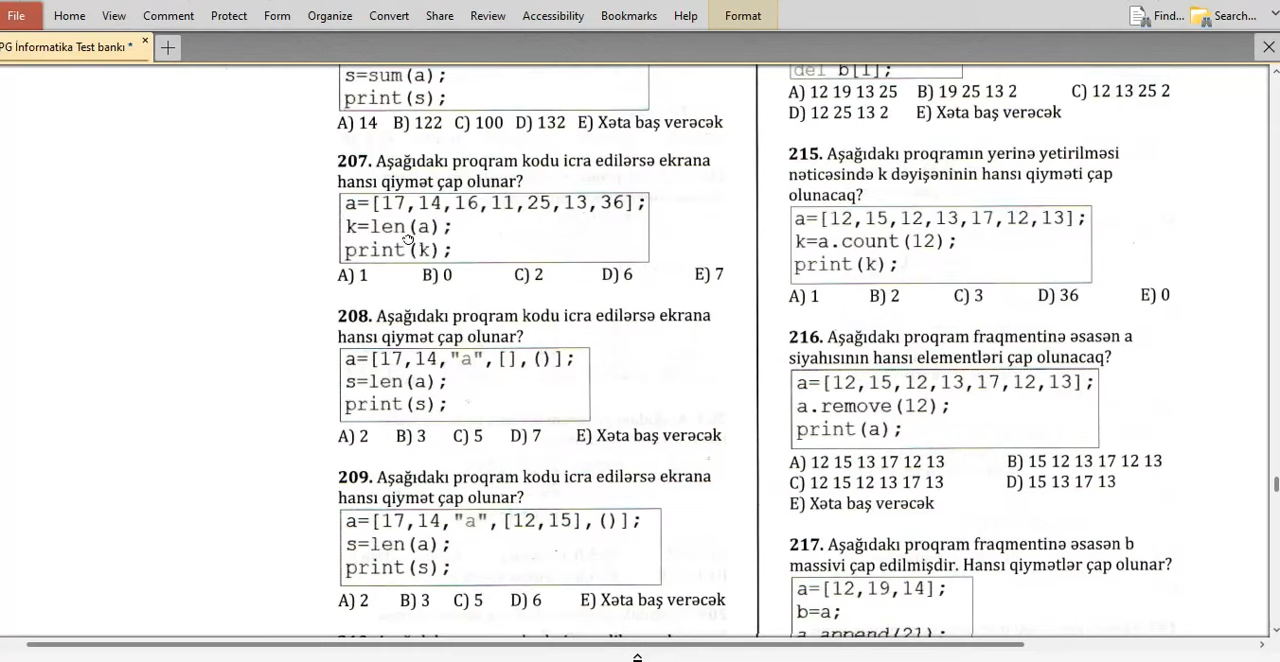 File Home View Comment Protect Form Organize Convert Share Review Accessibility Bookmarks Help Format Find... Search...
PG İnformatika Test bankı *
s=sum(a);
print(s);
A) 14 B) 122 C) 100 D) 132 E) Xəta baş verəcək
207. Aşağıdakı proqram kodu icra edilərsə ekrana
hansı qiymət çap olunar?
a=[17,14,16,11,25,13,36];
k=len(a);
print(k);
A) 1 B) 0 C) 2 D) 6 E) 7
208. Aşağıdakı proqram kodu icra edilərsə ekrana
hansı qiymət çap olunar?
a=[17,14,"a",[],()];
s=len(a);
print(s);
A) 2 B) 3 C) 5 D) 7 E) Xəta baş verəcək
209. Aşağıdakı proqram kodu icra edilərsə ekrana
hansı qiymət çap olunar?
a=[17,14,"a",[12,15],()];
s=len(a);
print(s);
A) 2 B) 3 C) 5 D) 6 E) Xəta baş verəcək
del b[1];
A) 12 19 13 25 B) 19 25 13 2 C) 12 13 25 2
D) 12 25 13 2 E) Xəta baş verəcək
215. Aşağıdakı proqramın yerinə yetirilməsi
nəticəsində k dəyişəninin hansı qiyməti çap
olunacaq?
a=[12,15,12,13,17,12,13];
k=a.count(12);
print(k);
A) 1 B) 2 C) 3 D) 36 E) 0
216. Aşağıdakı proqram fraqmentinə əsasən a
siyahısının hansı elementləri çap olunacaq?
a=[12,15,12,13,17,12,13];
a.remove(12);
print(a);
A) 12 15 13 17 12 13 B) 15 12 13 17 12 13
C) 12 15 12 13 17 13 D) 15 13 17 13
E) Xəta baş verəcək
217. Aşağıdakı proqram fraqmentinə əsasən b
massivi çap edilmişdir. Hansı qiymətlər çap olunar?
a=[12,19,14];
b=a;
a.append(21);